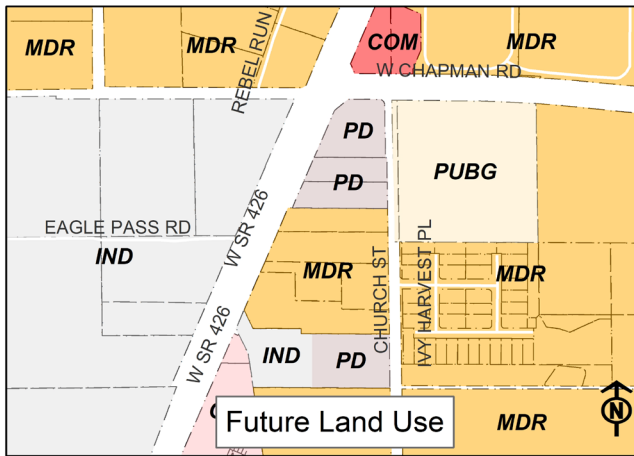 MDR
MDR
REBEL RUN
COM
MDR
W CHAPMAN RD
PD
PD
PUBG
EAGLE PASS RD
IND
W SR 426
MDR
CHURCH ST
IVY HARVEST PL
MDR
W SR 426
IND
PD
Future Land Use
MDR
N